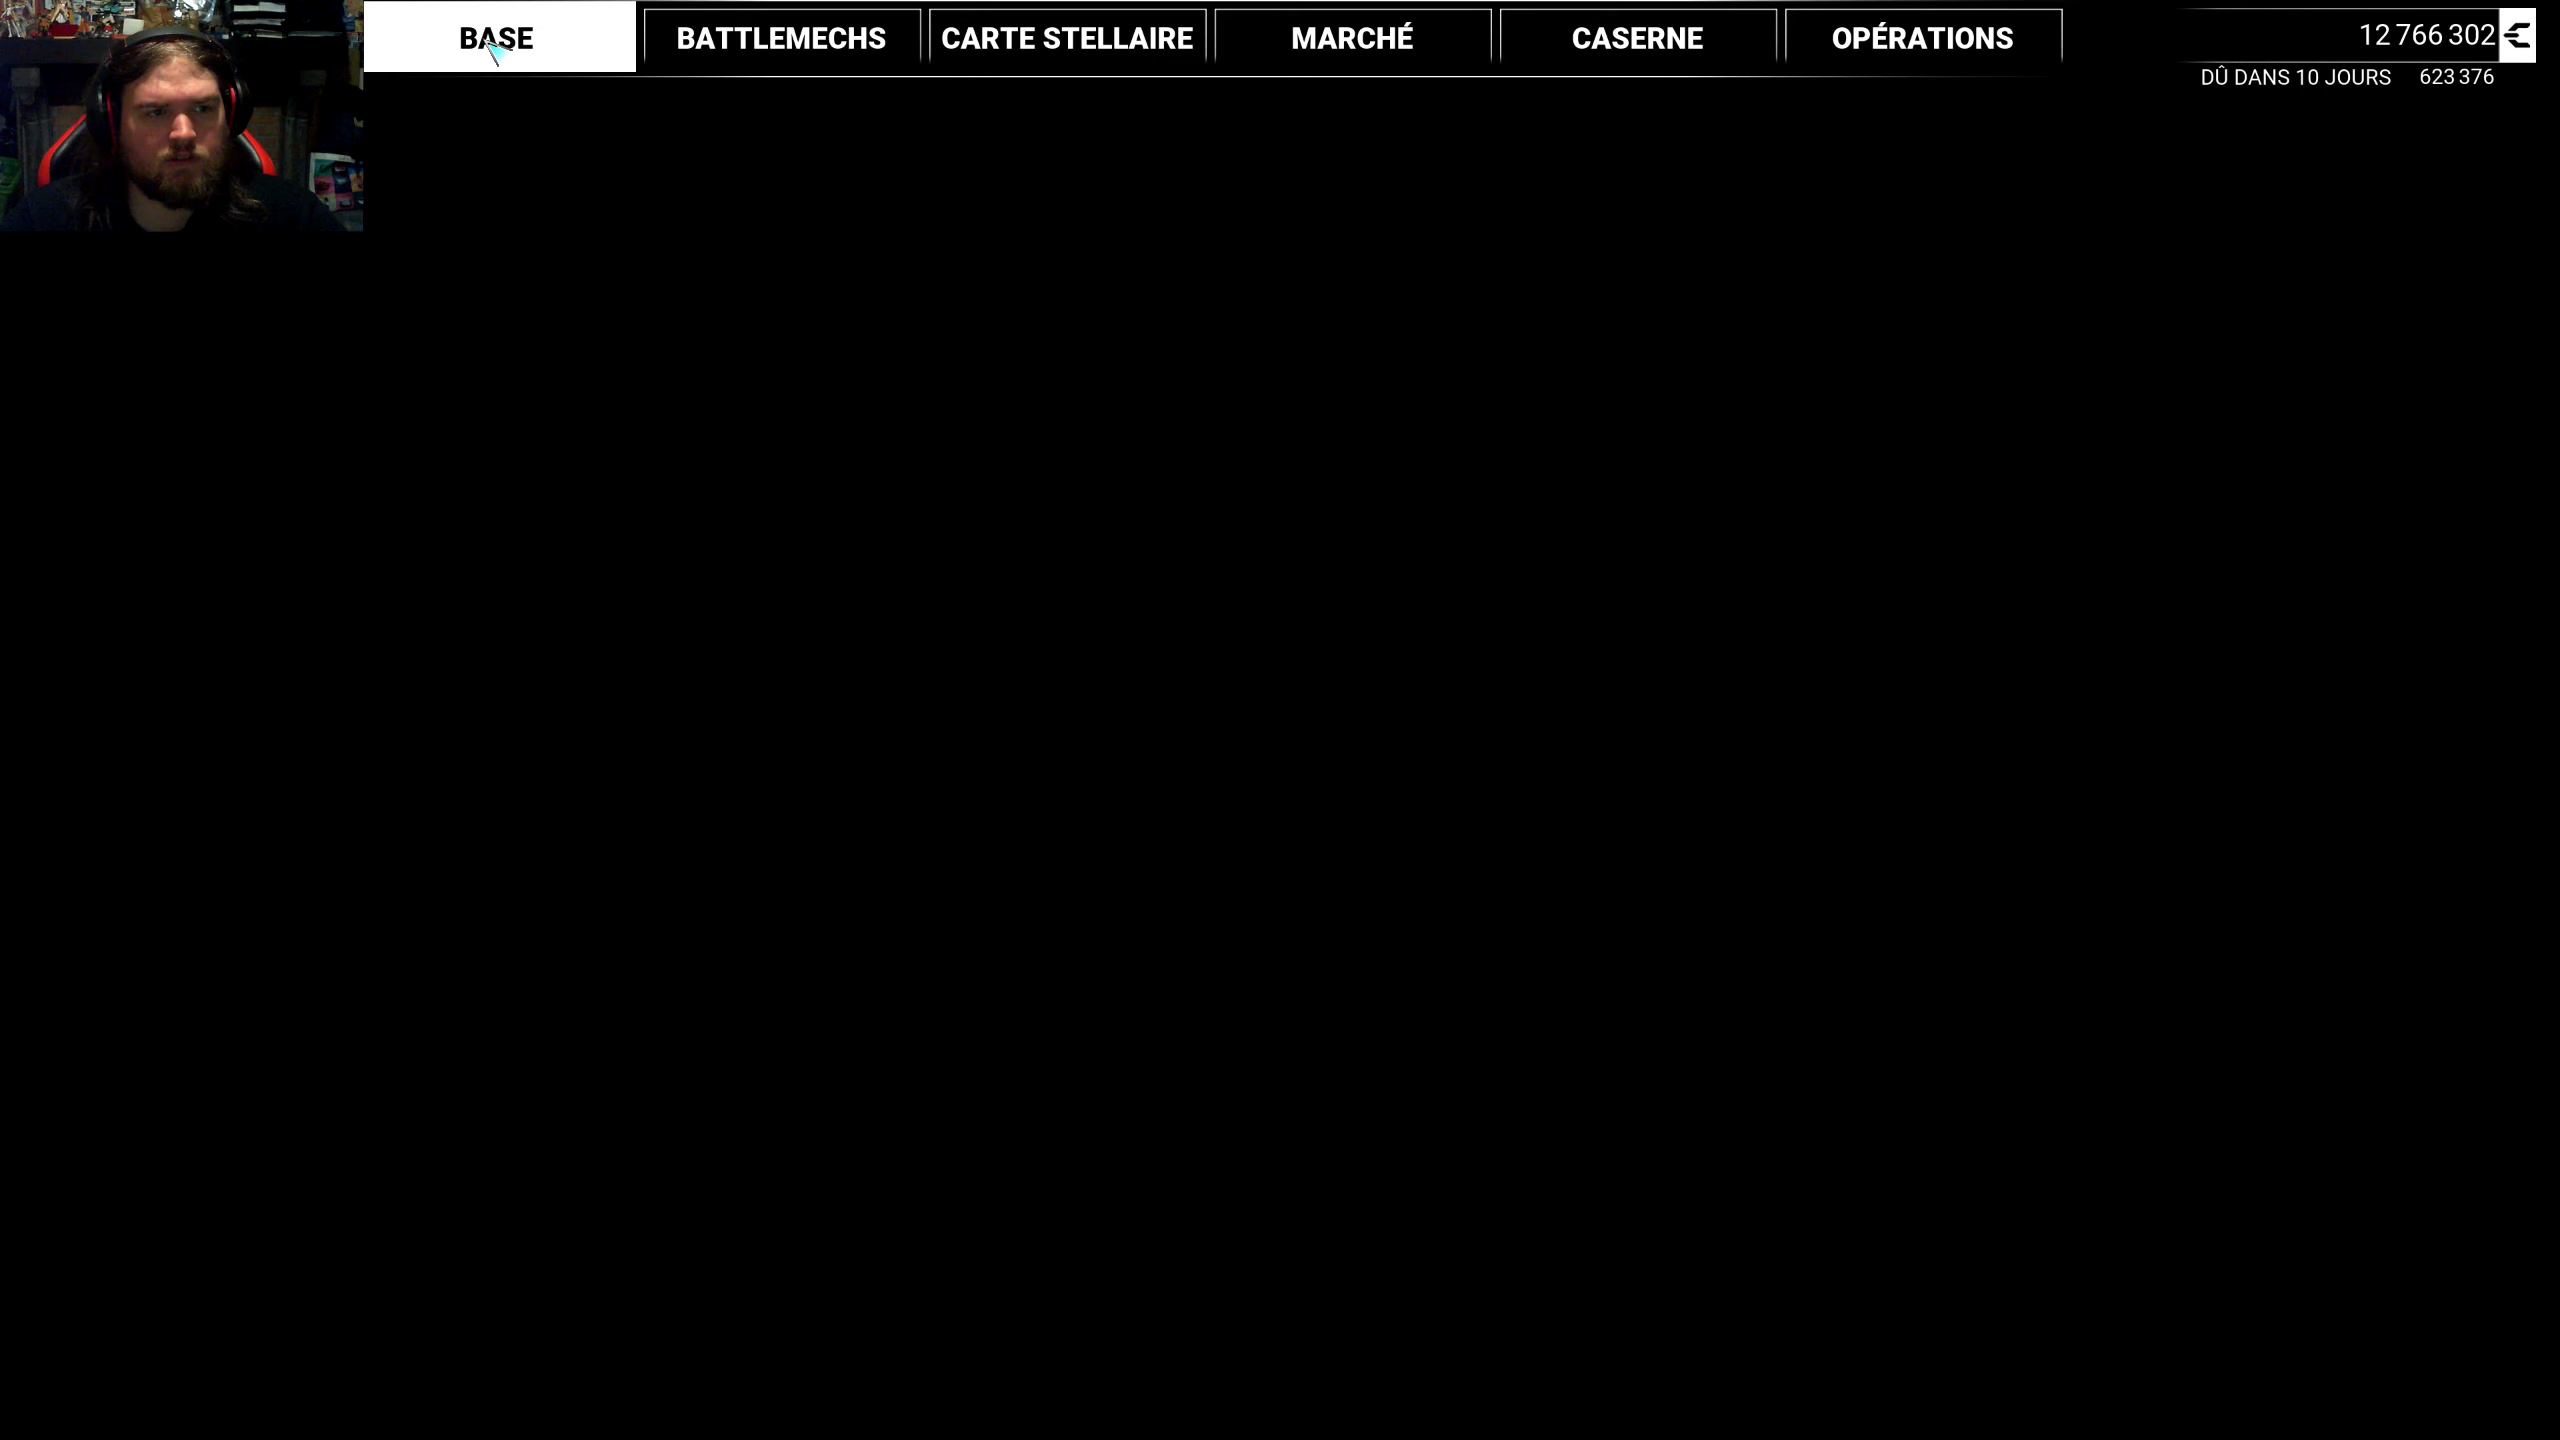 BASE
BATTLEMECHS
CARTE STELLAIRE
MARCHÉ
CASERNE
OPÉRATIONS
12 766 302
DÛ DANS 10 JOURS 623 376